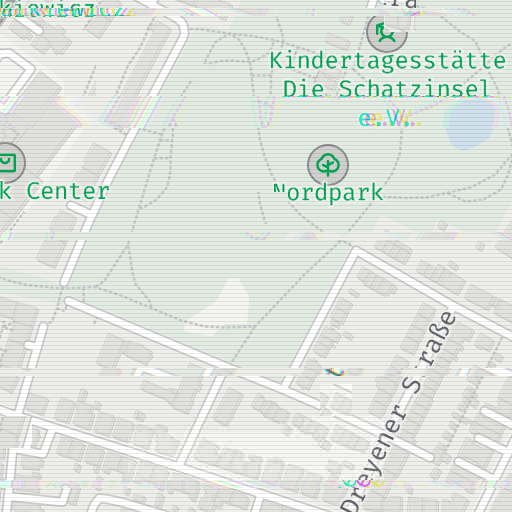 Kindertagesstätte
Die Schatzinsel
e.V.
Nordpark
k Center
Dreyener Straße